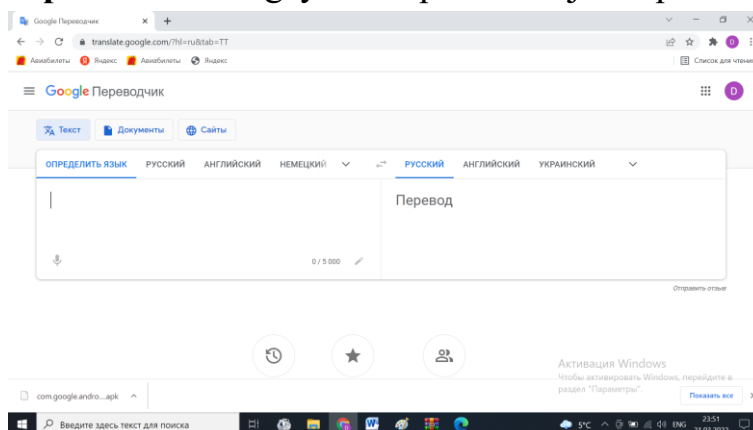 Google Переводчик
translate.google.com/?hl=ru&tab=TT
Авиабилеты Яндекс Авиабилеты Яндекс
Список для чтения
Google Переводчик
D
Текст Документы Сайты
ОПРЕДЕЛИТЬ ЯЗЫК РУССКИЙ АНГЛИЙСКИЙ НЕМЕЦКИЙ РУССКИЙ АНГЛИЙСКИЙ УКРАИНСКИЙ
Перевод
0 / 5 000
Отправить отзыв
Активация Windows
Чтобы активировать Windows, перейдите в
раздел "Параметры".
com.google.andro...apk
Показать все
Введите здесь текст для поиска
5°C ENG 23:51
21.03.2022